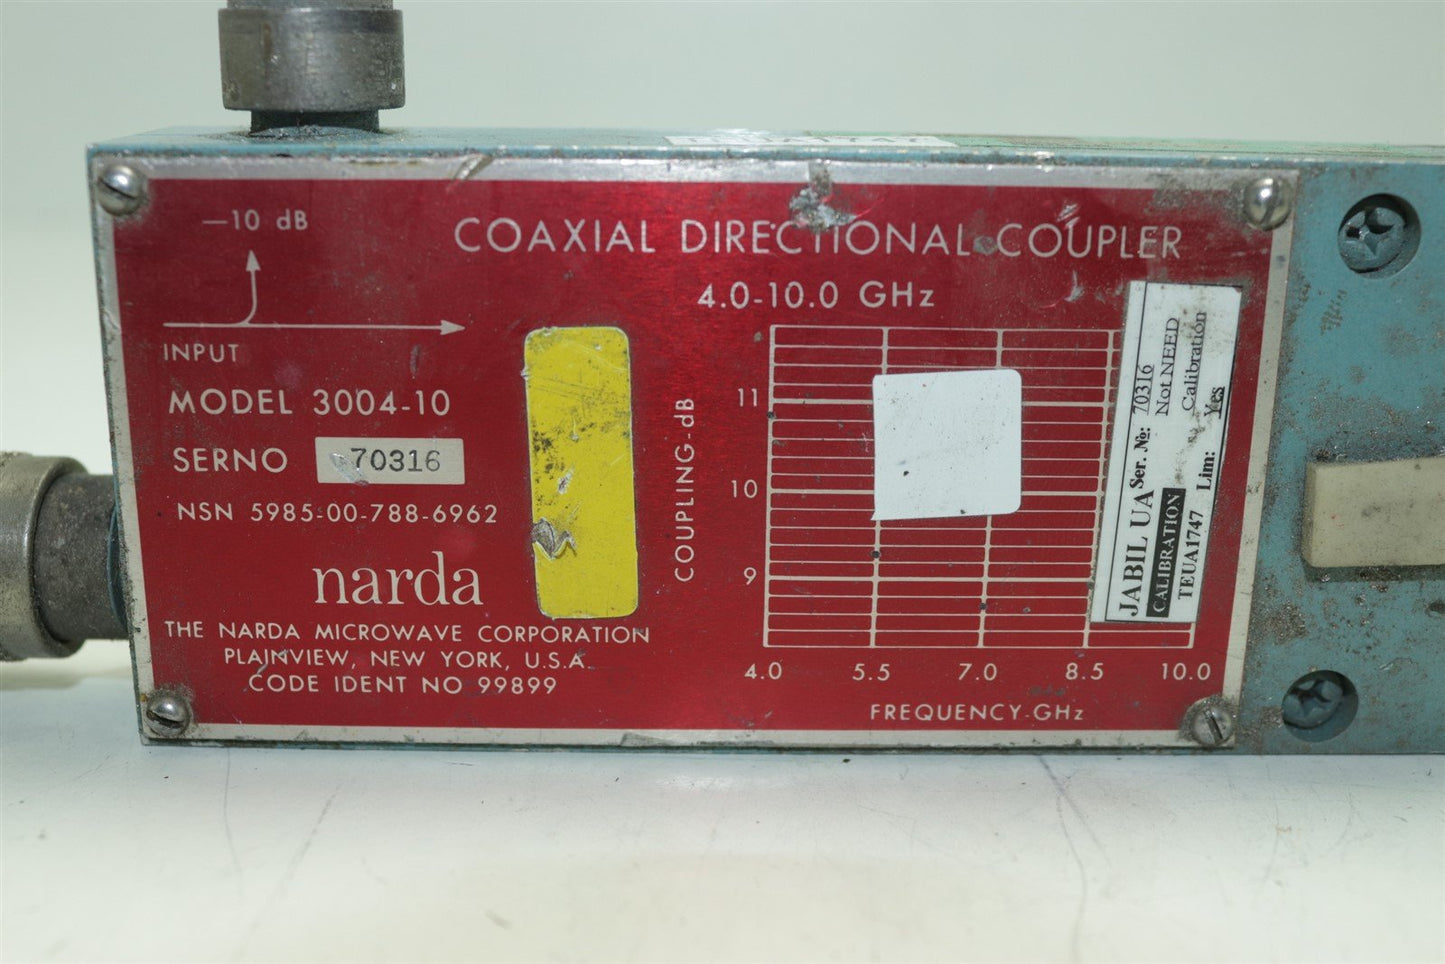 —10 dB
COAXIAL DIRECTIONAL COUPLER
4.0-10.0 GHz
INPUT
MODEL 3004-10
SERNO 70316
NSN 5985-00-788-6962
narda
THE NARDA MICROWAVE CORPORATION
PLAINVIEW, NEW YORK, U.S.A.
CODE IDENT NO 99899
COUPLING-dB
11
10
9
4.0 5.5 7.0 8.5 10.0
FREQUENCY-GHz
JABIL UA Ser. №: 70316
CALIBRATION Not NEED
TEUA1747 Calibration
Lim: Yes